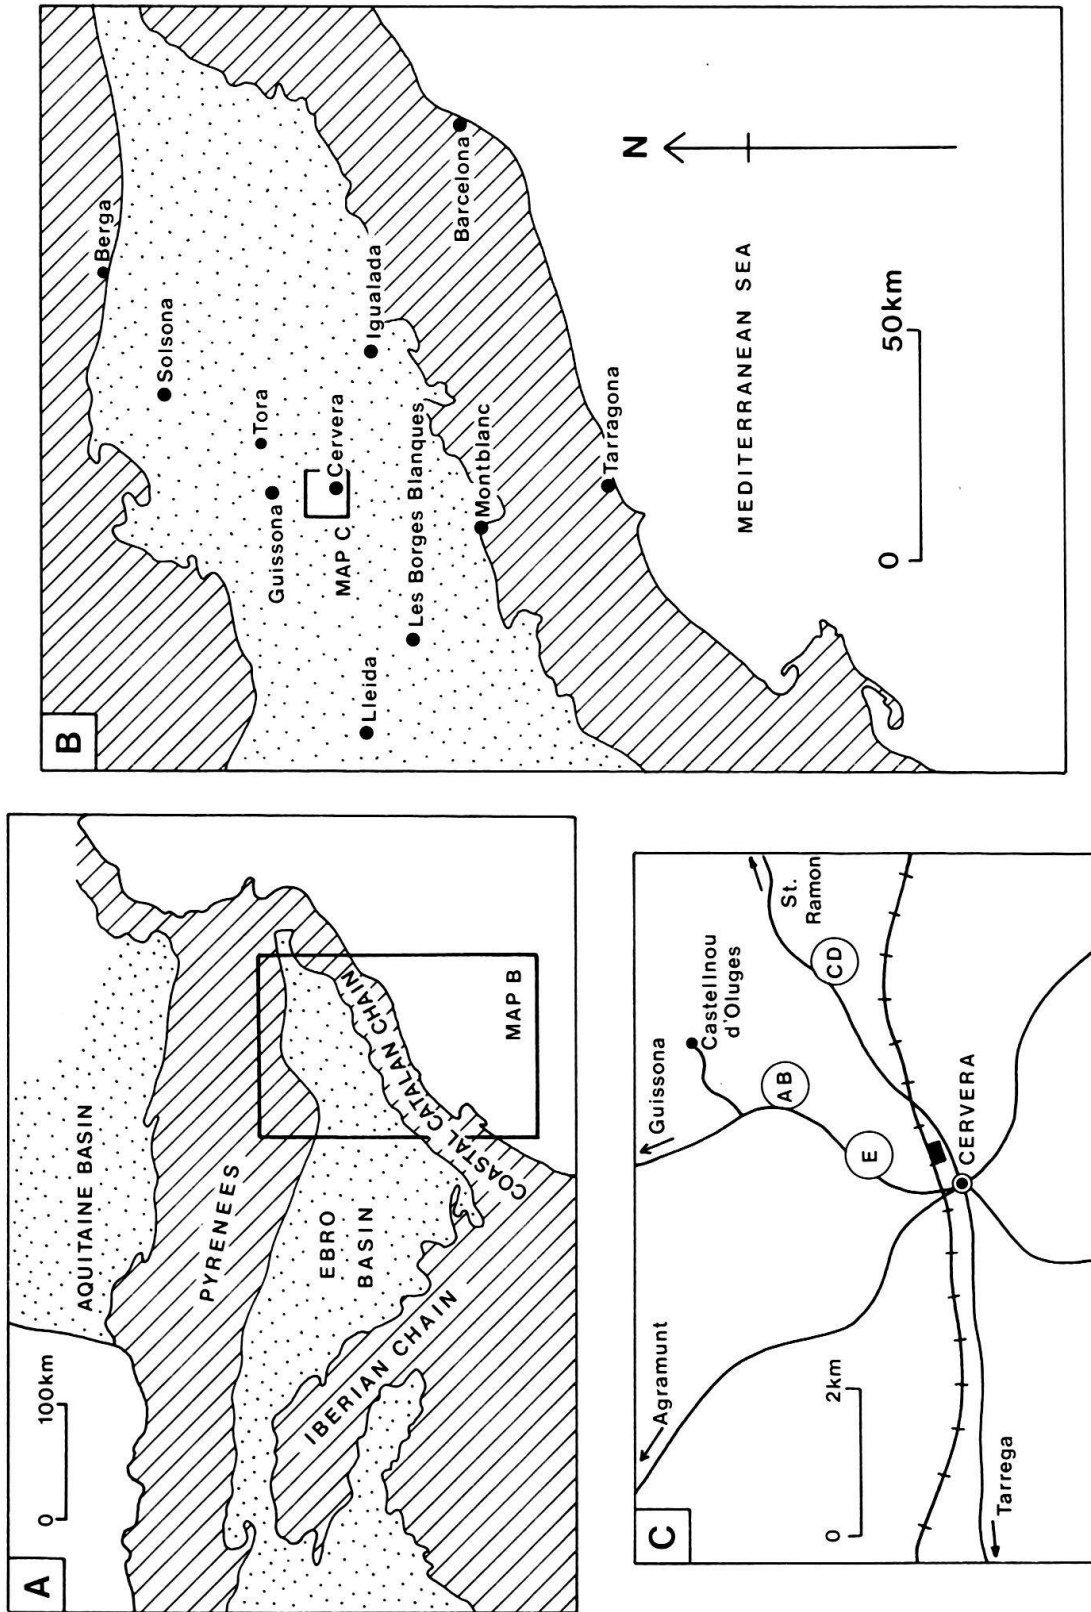 A
0
100km
AQUITAINE BASIN
PYRENEES
EBRO
BASIN
IBERIAN CHAIN
COASTAL CATALAN CHAIN
MAP B
B
Berga
Solsona
Tora
Guissona
Cervera
MAP C
Igualada
Lleida
Les Borges Blanques
Montblanc
Barcelona
Tarragona
N
MEDITERRANEAN SEA
0
50km
C
Agramunt
Guissona
Castellnou
d'Oluges
St.
Ramon
CD
AB
E
CERVERA
0
2km
Tarrega